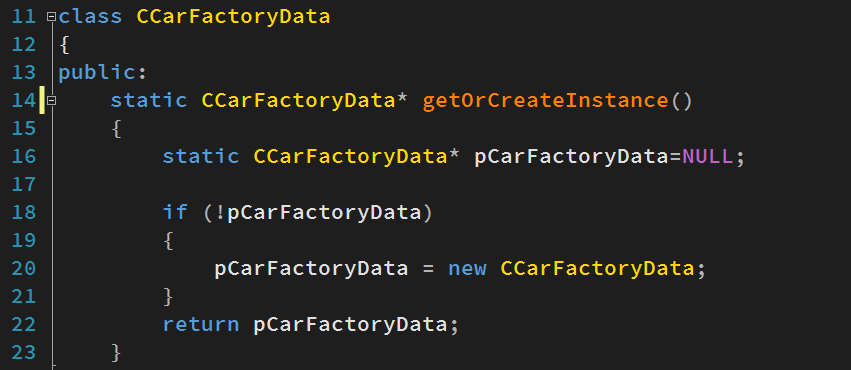 11 class CCarFactoryData
12 {
13 public:
14     static CCarFactoryData* getOrCreateInstance()
15     {
16         static CCarFactoryData* pCarFactoryData=NULL;
17
18         if (!pCarFactoryData)
19         {
20             pCarFactoryData = new CCarFactoryData;
21         }
22         return pCarFactoryData;
23     }